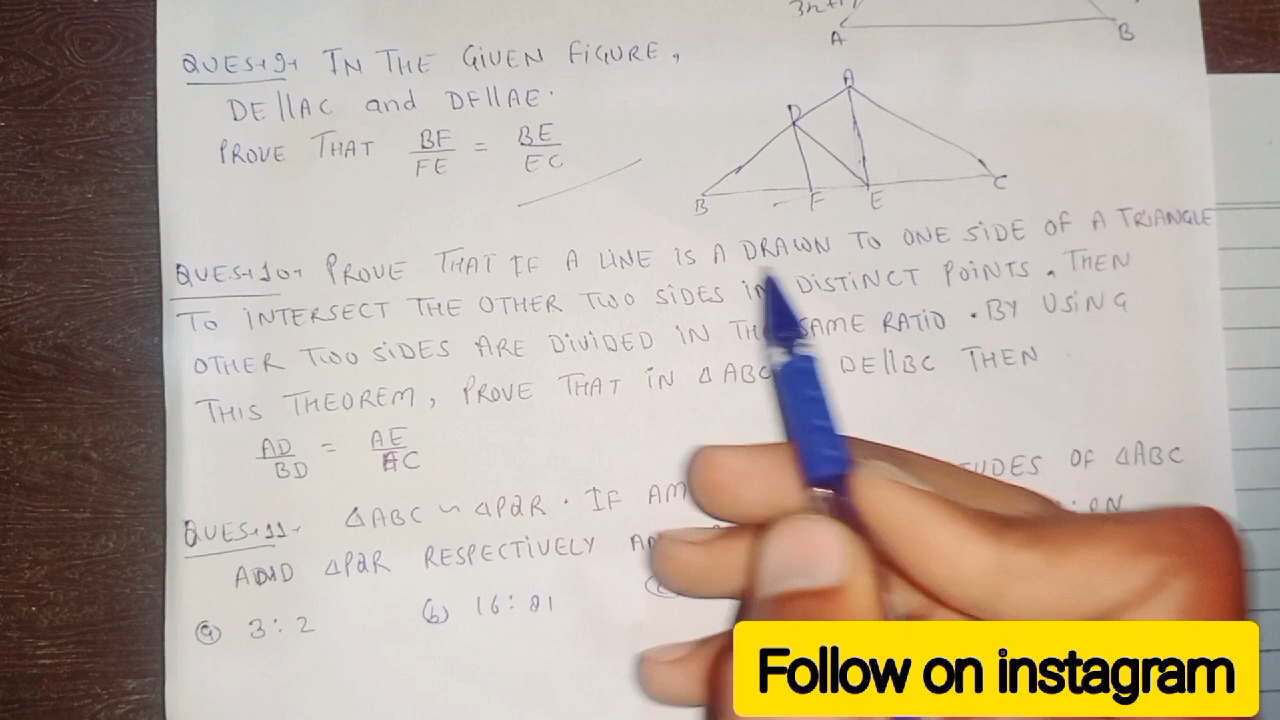 A B
QUES+9+ IN THE GIVEN FIGURE,
DE||AC and DF||AE.
PROVE THAT BF/FE = BE/EC
A
D
B F E C
QUES+10+ PROVE THAT IF A LINE IS A DRAWN TO ONE SIDE OF A TRIANGLE
TO INTERSECT THE OTHER TWO SIDES IN DISTINCT POINTS. THEN
OTHER TWO SIDES ARE DIVIDED IN THE SAME RATIO. BY USING
THIS THEOREM, PROVE THAT IN ΔABC DE||BC THEN
AD/BD = AE/AC
QUES+11+ ΔABC ~ ΔPQR. IF AM OF ΔABC
AND ΔPQR RESPECTIVELY
(a) 3:2 (b) 16:81
Follow on instagram